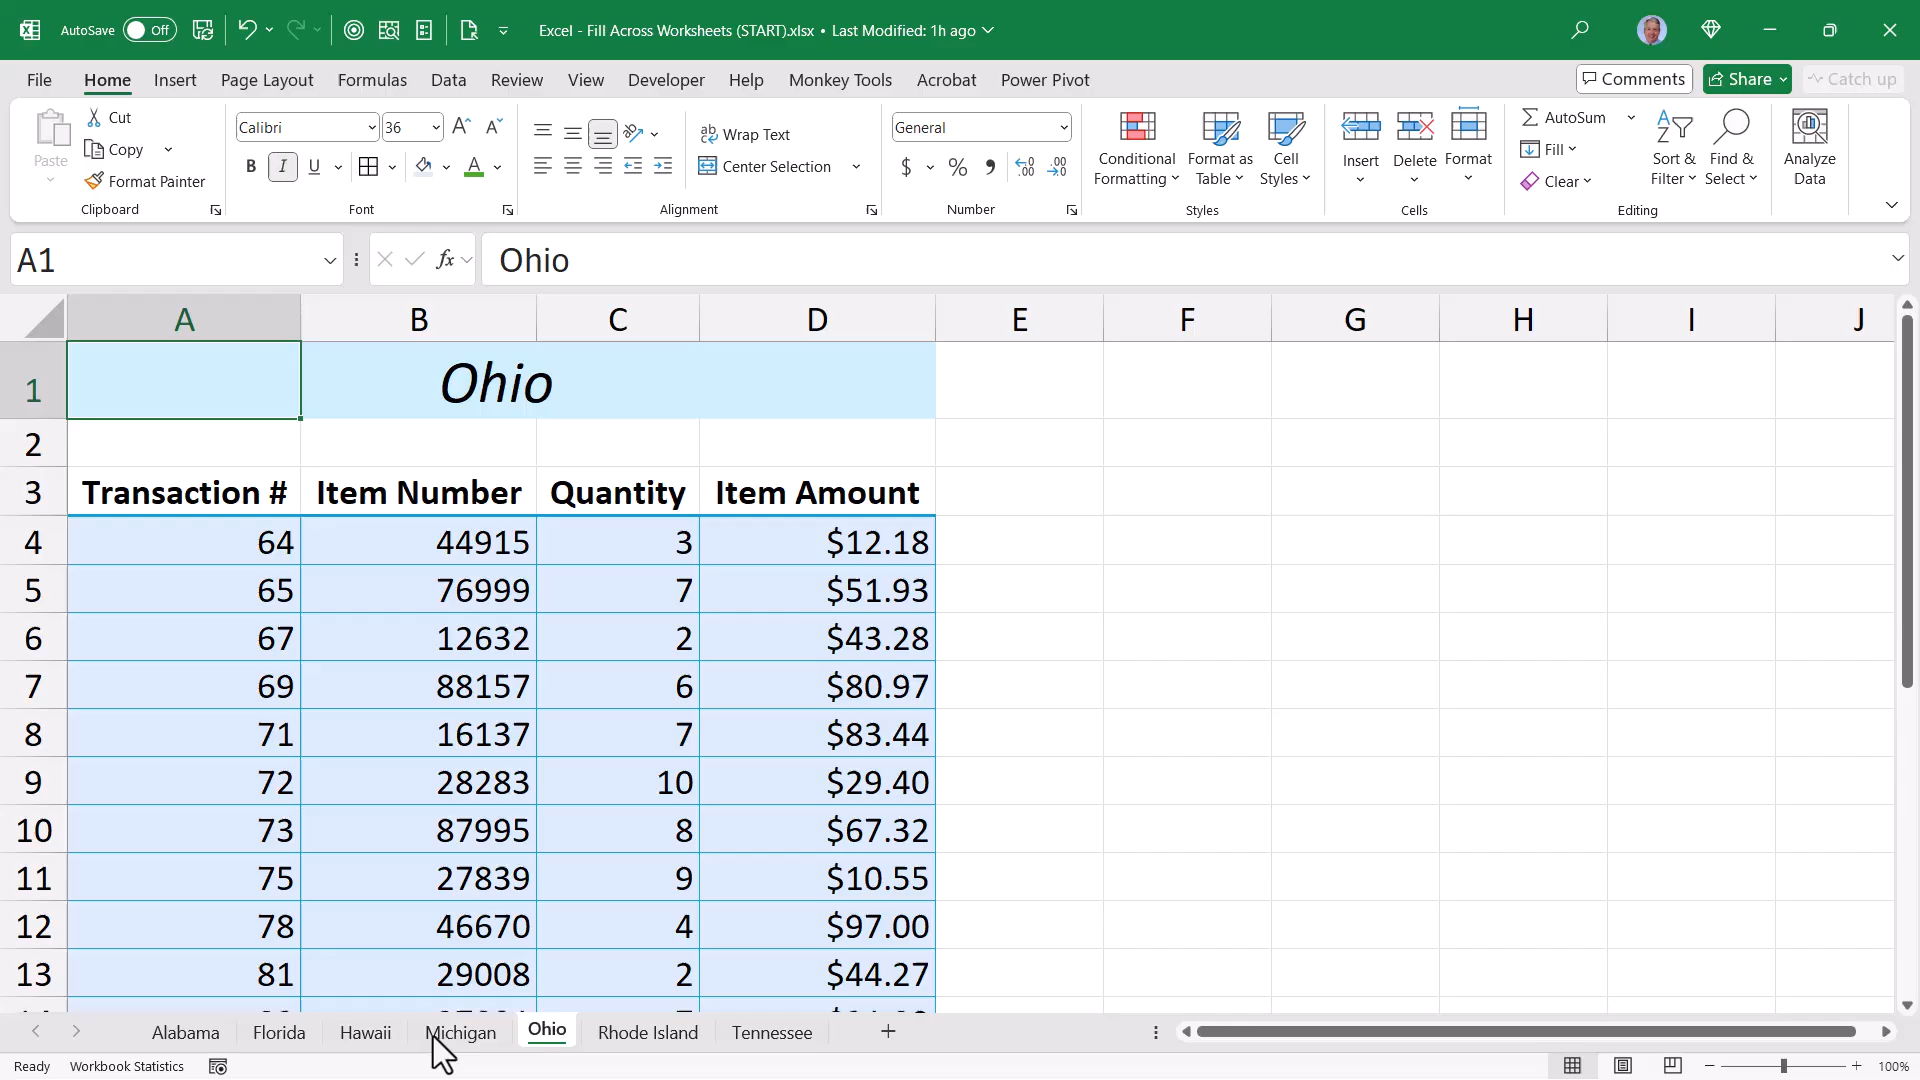 AutoSave Off Excel - Fill Across Worksheets (START).xlsx • Last Modified: 1h ago
File Home Insert Draw Page Layout Formulas Data Review View Developer Help Monkey Tools Acrobat Power Pivot Comments Share Catch up
Paste
Cut
Copy
Format Painter
Clipboard
Calibri 36
B I U
Font
Wrap Text
Center Selection
Alignment
General
$ % ,
Number
Conditional Formatting
Format as Table
Cell Styles
Styles
Insert Delete Format
Cells
AutoSum
Fill
Clear
Sort & Filter
Find & Select
Editing
Analyze Data
A1 fx Ohio
A B C D E F G H I J
1 Ohio
2
3 Transaction # Item Number Quantity Item Amount
4 64 44915 3 $12.18
5 65 76999 7 $51.93
6 67 12632 2 $43.28
7 69 88157 6 $80.97
8 71 16137 7 $83.44
9 72 28283 10 $29.40
10 73 87995 8 $67.32
11 75 27839 9 $10.55
12 78 46670 4 $97.00
13 81 29008 2 $44.27
Alabama Florida Hawaii Michigan Ohio Rhode Island Tennessee
Ready Workbook Statistics 100%